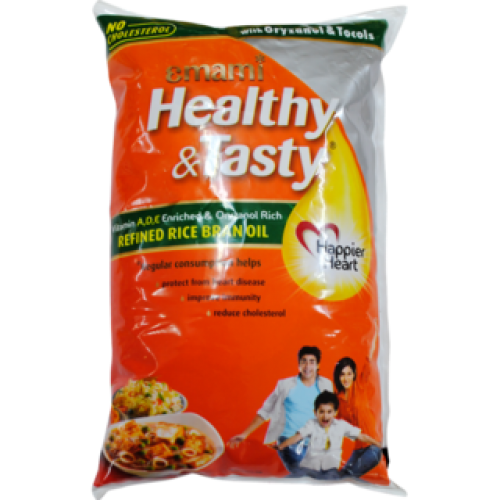 NO
CHOLESTEROL
with Oryzanol & Tocols
emami
Healthy
& Tasty
Vitamin A,D,E Enriched & Oryzanol Rich
REFINED RICE BRAN OIL
Happier
Heart
Regular consumption helps
protect from heart disease
improve immunity
reduce cholesterol